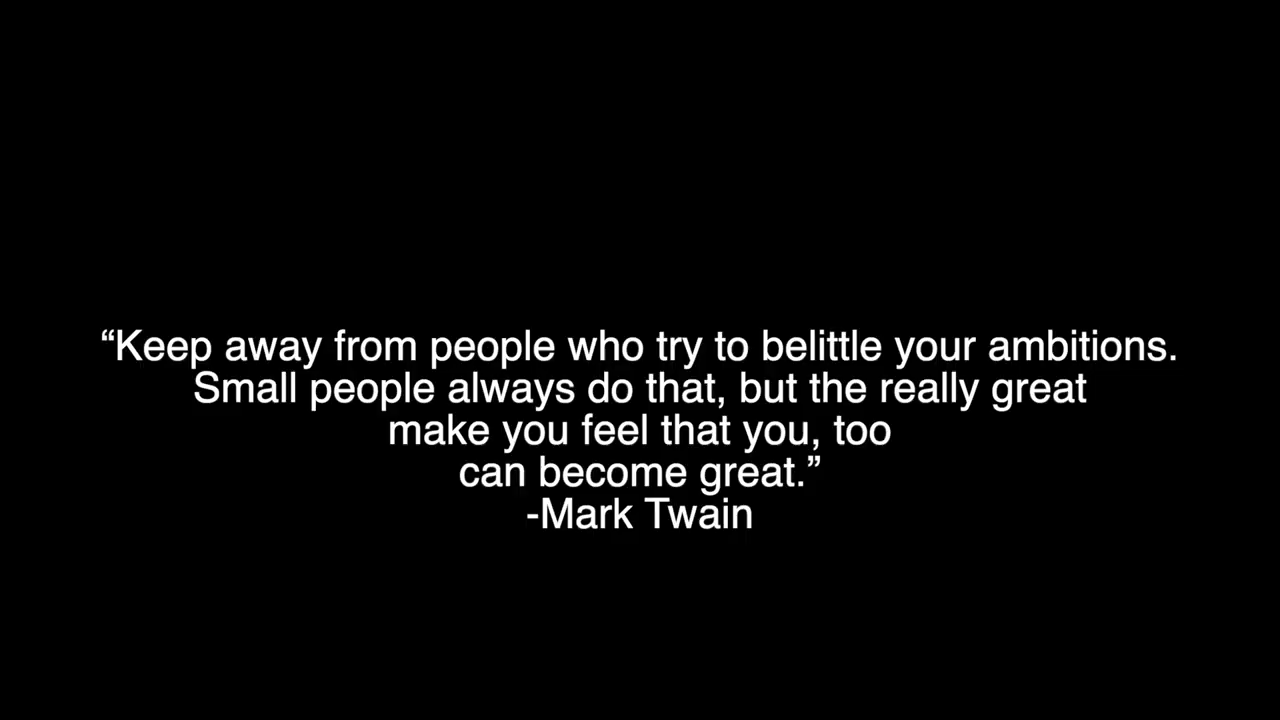 “Keep away from people who try to belittle your ambitions.
Small people always do that, but the really great
make you feel that you, too
can become great.”
-Mark Twain